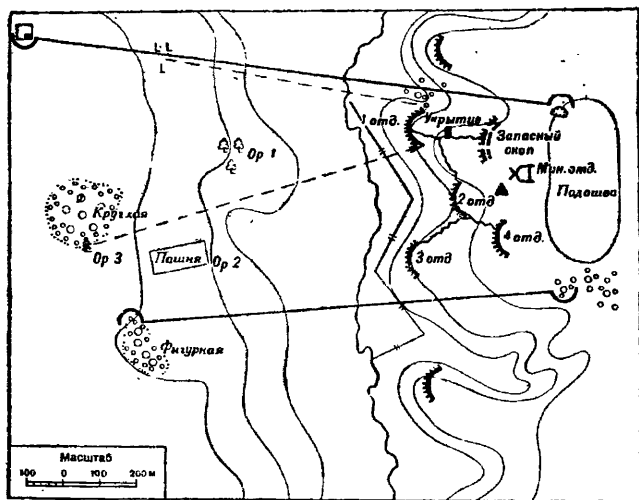 1 отд.
Укрытие
Запасный
окоп
Мин. отд.
Подошва
Ор 1
2 отд
4 отд.
3 отд
Круглая
Ор 3
Пашня
Ор 2
Фигурная
Масштаб
100 0 100 200 м